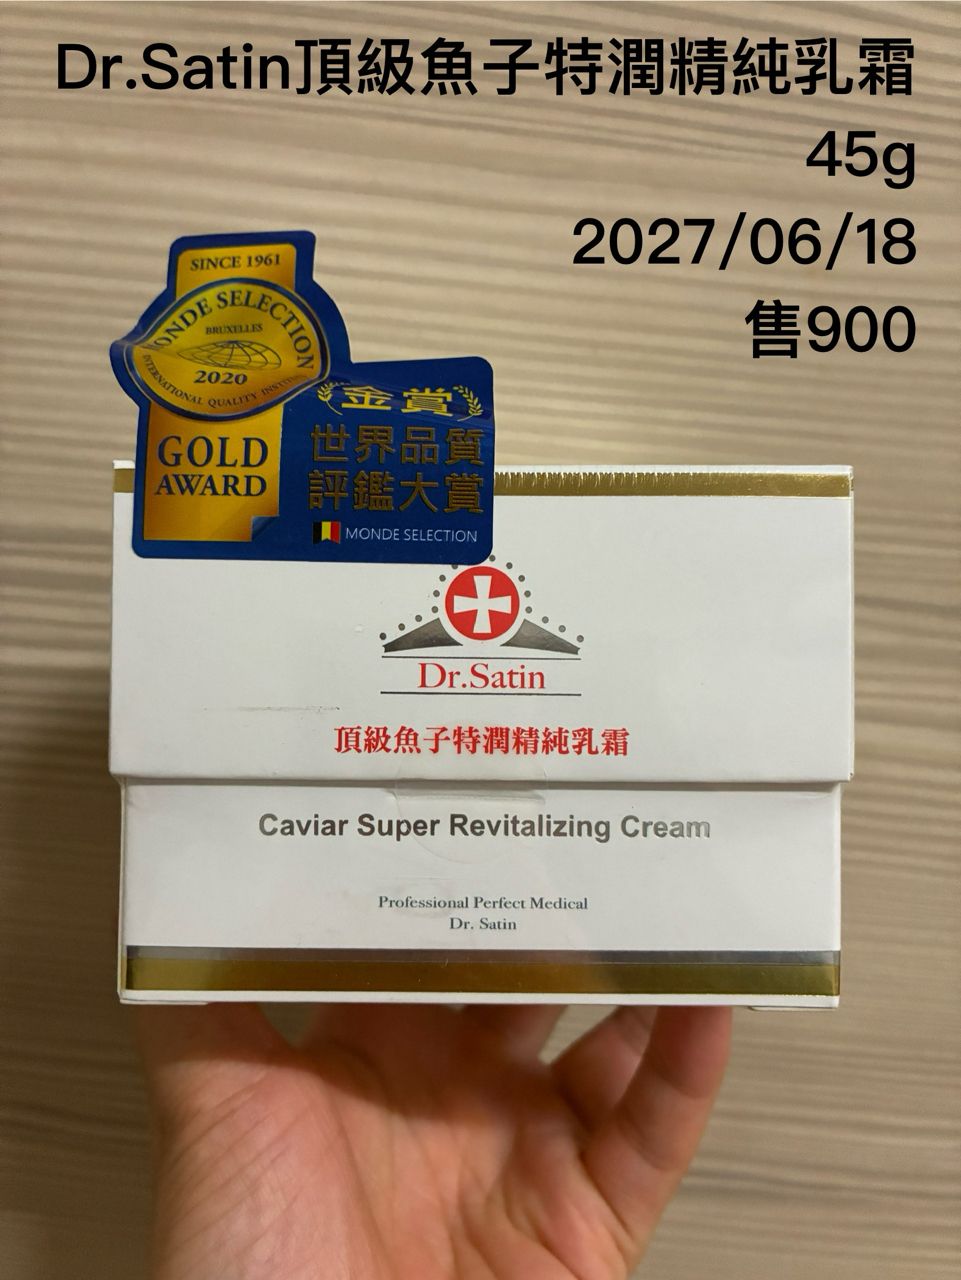 Dr.Satin頂級魚子特潤精純乳霜
45g
2027/06/18
售900
SINCE 1961
MONDE SELECTION
BRUXELLES
2020
INTERNATIONAL QUALITY
GOLD
AWARD
金賞
世界品質
評鑑大賞
MONDE SELECTION
Dr.Satin
頂級魚子特潤精純乳霜
Caviar Super Revitalizing Cream
Professional Perfect Medical
Dr. Satin